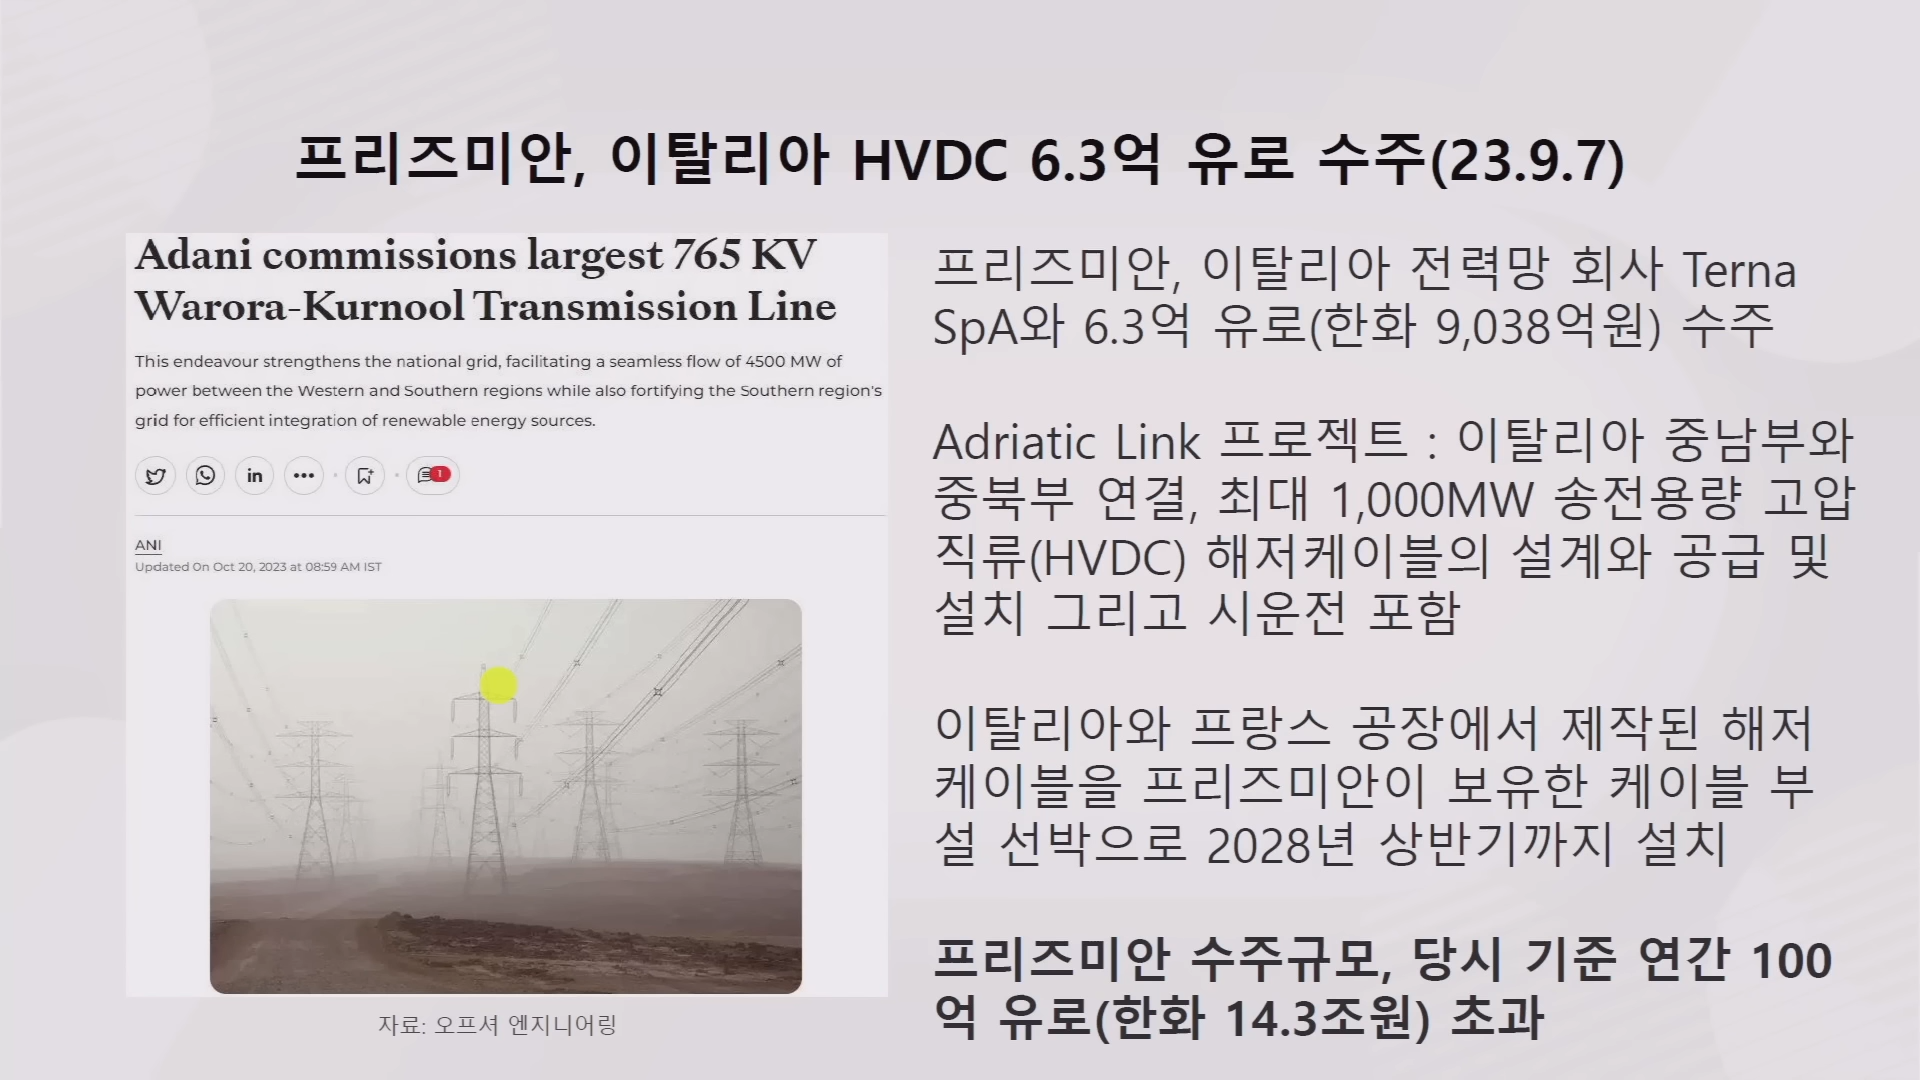 프리즈미안, 이탈리아 HVDC 6.3억 유로 수주(23.9.7)
Adani commissions largest 765 KV
Warora-Kurnool Transmission Line
This endeavour strengthens the national grid, facilitating a seamless flow of 4500 MW of
power between the Western and Southern regions while also fortifying the Southern region's
grid for efficient integration of renewable energy sources.
1
ANI
Updated On Oct 20, 2023 at 08:59 AM IST
자료: 오프셔 엔지니어링
프리즈미안, 이탈리아 전력망 회사 Terna
SpA와 6.3억 유로(한화 9,038억원) 수주
Adriatic Link 프로젝트 : 이탈리아 중남부와
중북부 연결, 최대 1,000MW 송전용량 고압
직류(HVDC) 해저케이블의 설계와 공급 및
설치 그리고 시운전 포함
이탈리아와 프랑스 공장에서 제작된 해저
케이블을 프리즈미안이 보유한 케이블 부
설 선박으로 2028년 상반기까지 설치
프리즈미안 수주규모, 당시 기준 연간 100
억 유로(한화 14.3조원) 초과